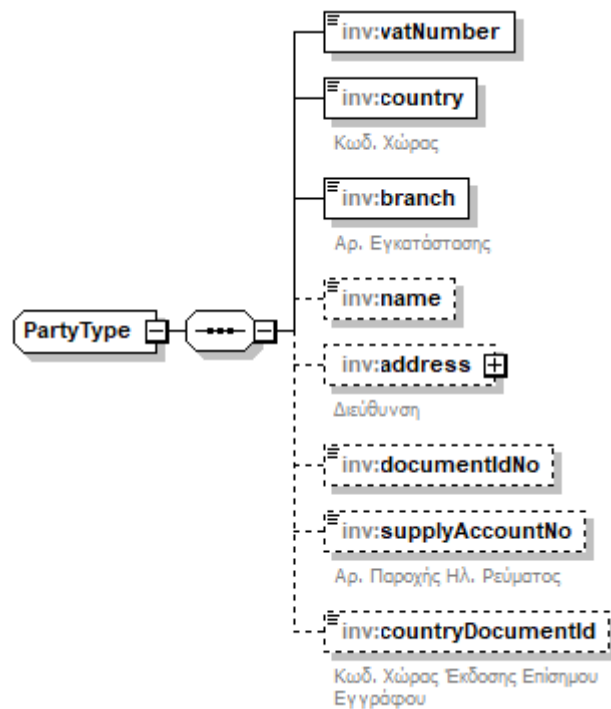 inv:vatNumber
inv:country
Κωδ. Χώρας
inv:branch
Αρ. Εγκατάστασης
inv:name
PartyType
inv:address
Διεύθυνση
inv:documentIdNo
inv:supplyAccountNo
Αρ. Παροχής Ηλ. Ρεύματος
inv:countryDocumentId
Κωδ. Χώρας Έκδοσης Επίσημου
Εγγράφου